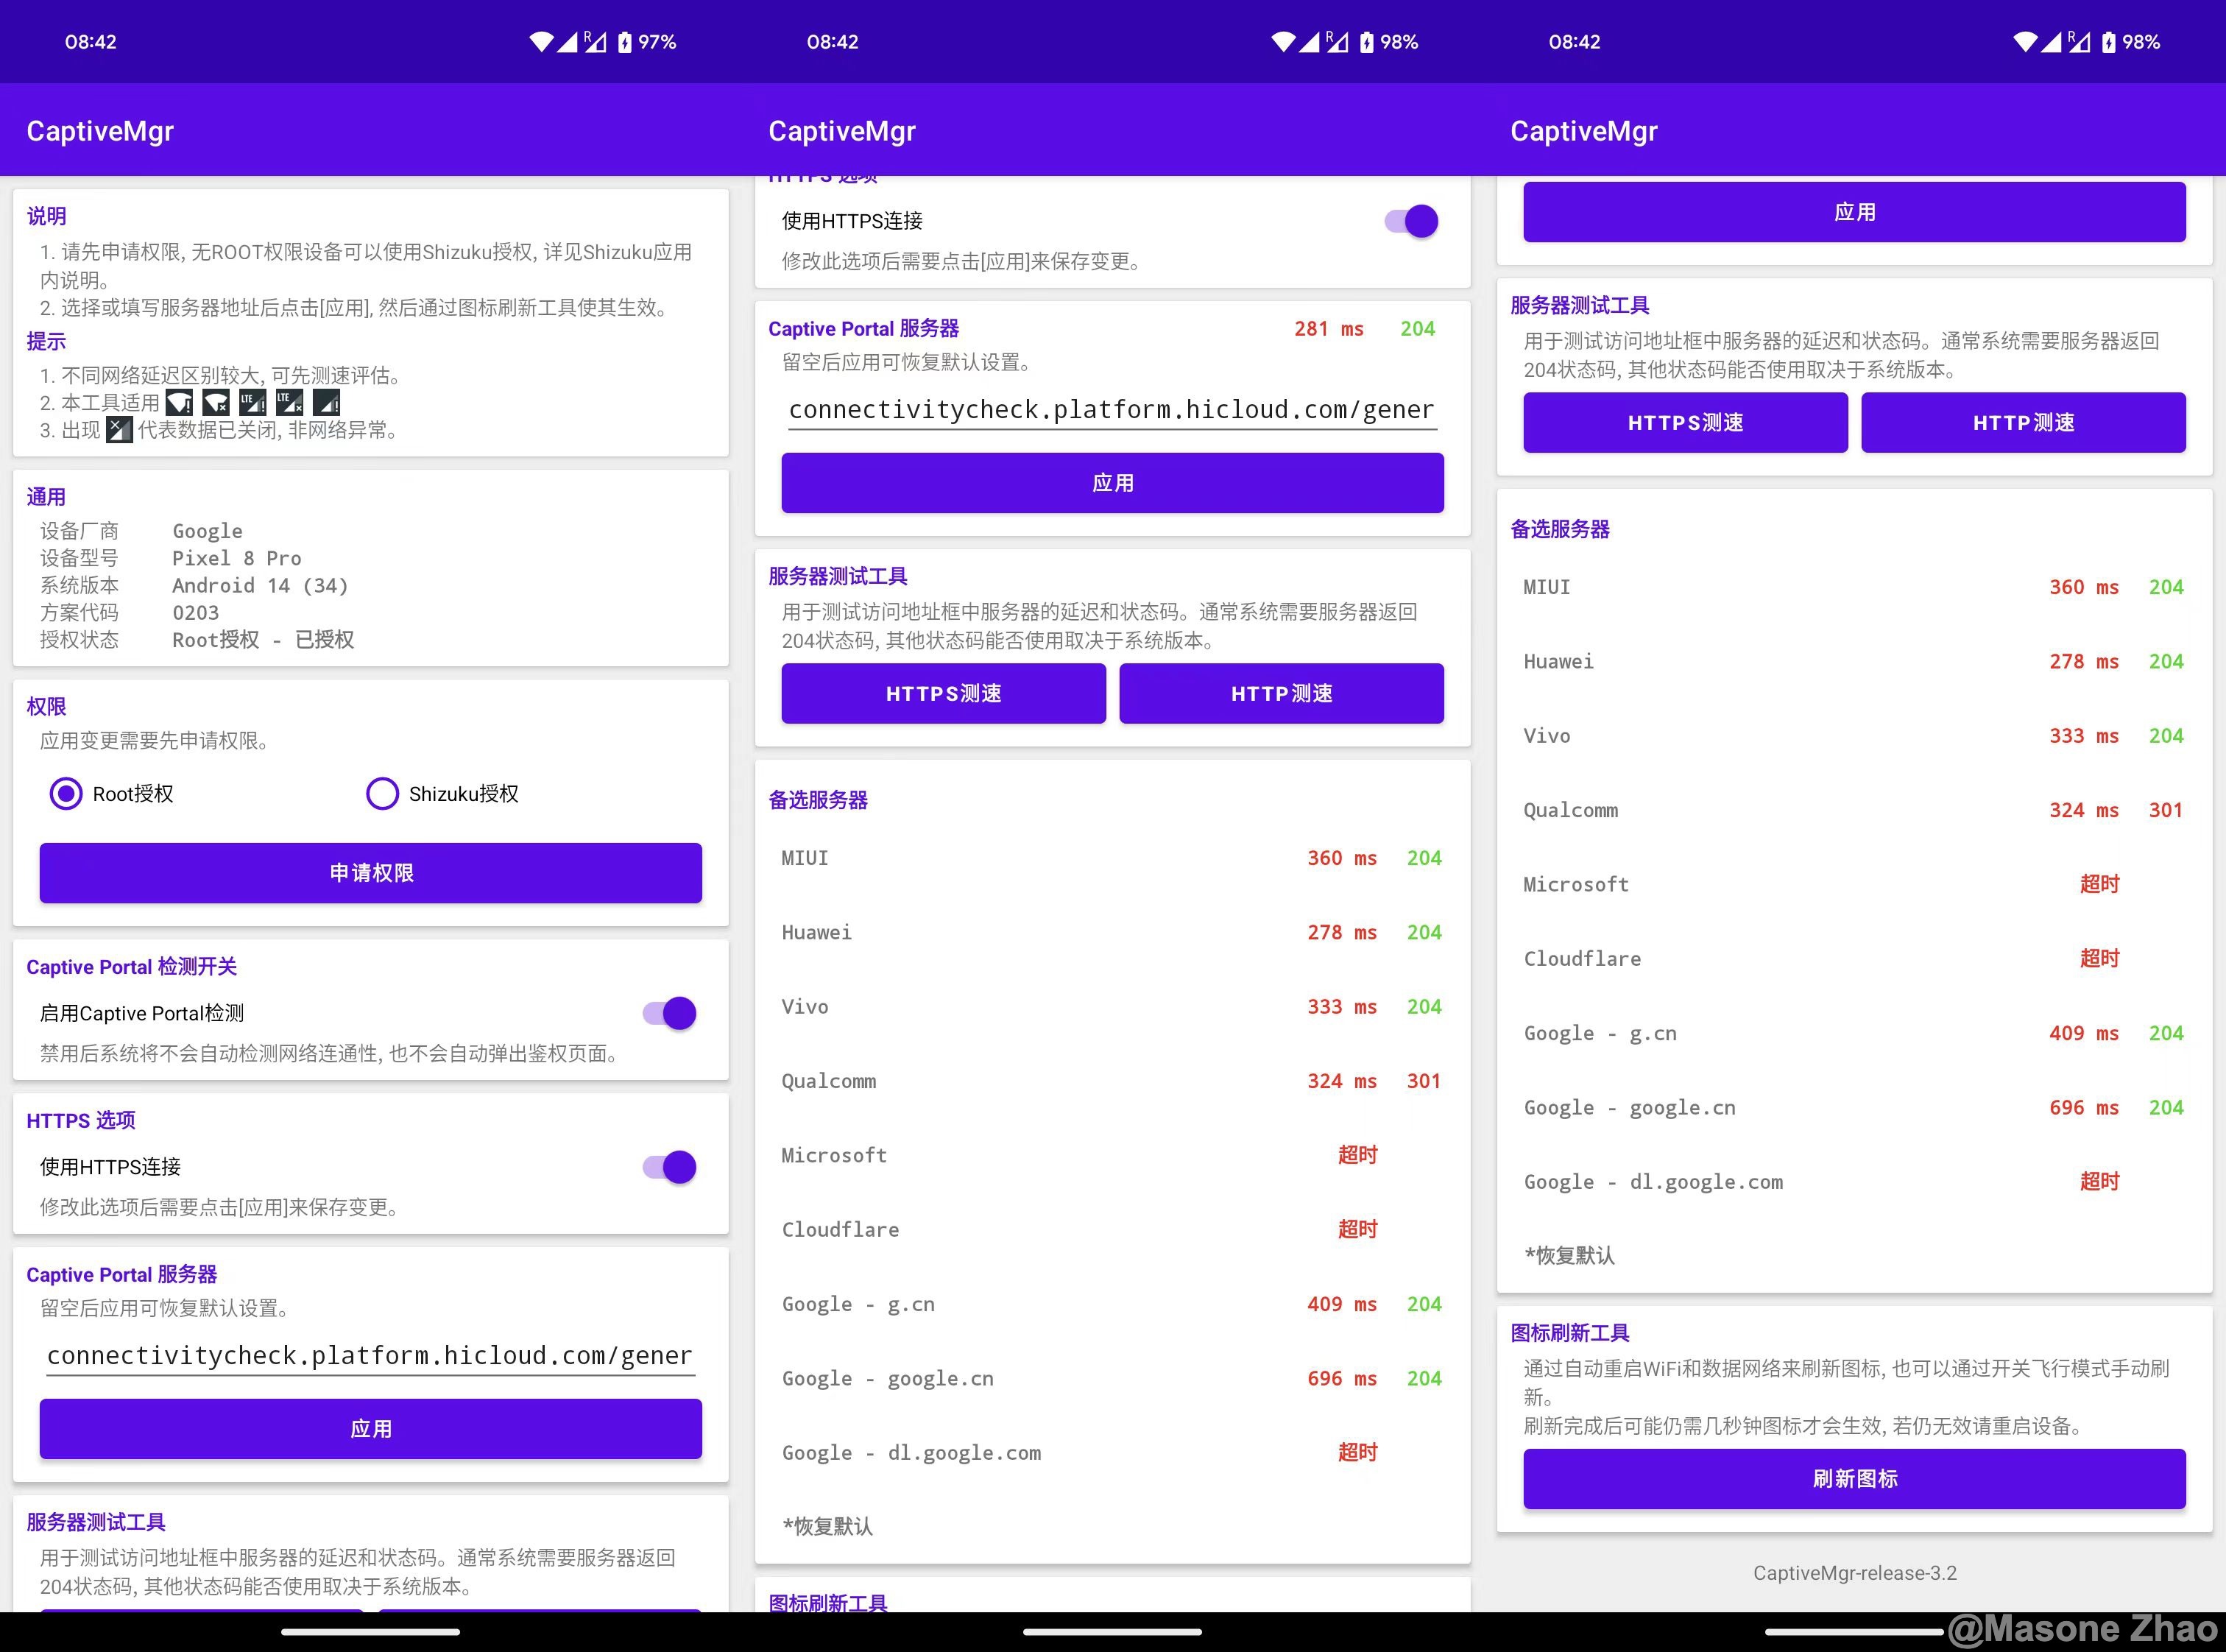 08:42
R
97%
CaptiveMgr
说明
1. 请先申请权限, 无ROOT权限设备可以使用Shizuku授权, 详见Shizuku应用
内说明。
2. 选择或填写服务器地址后点击[应用], 然后通过图标刷新工具使其生效。
提示
1. 不同网络延迟区别较大, 可先测速评估。
2. 本工具适用 LTE LTE
3. 出现 代表数据已关闭, 非网络异常。
通用
设备厂商 Google
设备型号 Pixel 8 Pro
系统版本 Android 14 (34)
方案代码 0203
授权状态 Root授权 - 已授权
权限
应用变更需要先申请权限。
Root授权 Shizuku授权
申请权限
Captive Portal 检测开关
启用Captive Portal检测
禁用后系统将不会自动检测网络连通性, 也不会自动弹出鉴权页面。
HTTPS 选项
使用HTTPS连接
修改此选项后需要点击[应用]来保存变更。
Captive Portal 服务器
留空后应用可恢复默认设置。
connectivitycheck.platform.hicloud.com/gener
应用
服务器测试工具
用于测试访问地址框中服务器的延迟和状态码。通常系统需要服务器返回
204状态码, 其他状态码能否使用取决于系统版本。
08:42
R
98%
CaptiveMgr
HTTPS 选项
使用HTTPS连接
修改此选项后需要点击[应用]来保存变更。
Captive Portal 服务器 281 ms 204
留空后应用可恢复默认设置。
connectivitycheck.platform.hicloud.com/gener
应用
服务器测试工具
用于测试访问地址框中服务器的延迟和状态码。通常系统需要服务器返回
204状态码, 其他状态码能否使用取决于系统版本。
HTTPS测速 HTTP测速
备选服务器
MIUI 360 ms 204
Huawei 278 ms 204
Vivo 333 ms 204
Qualcomm 324 ms 301
Microsoft 超时
Cloudflare 超时
Google - g.cn 409 ms 204
Google - google.cn 696 ms 204
Google - dl.google.com 超时
*恢复默认
图标刷新工具
08:42
R
98%
CaptiveMgr
应用
服务器测试工具
用于测试访问地址框中服务器的延迟和状态码。通常系统需要服务器返回
204状态码, 其他状态码能否使用取决于系统版本。
HTTPS测速 HTTP测速
备选服务器
MIUI 360 ms 204
Huawei 278 ms 204
Vivo 333 ms 204
Qualcomm 324 ms 301
Microsoft 超时
Cloudflare 超时
Google - g.cn 409 ms 204
Google - google.cn 696 ms 204
Google - dl.google.com 超时
*恢复默认
图标刷新工具
通过自动重启WiFi和数据网络来刷新图标, 也可以通过开关飞行模式手动刷
新。
刷新完成后可能仍需几秒钟图标才会生效, 若仍无效请重启设备。
刷新图标
CaptiveMgr-release-3.2
@Masone Zhao